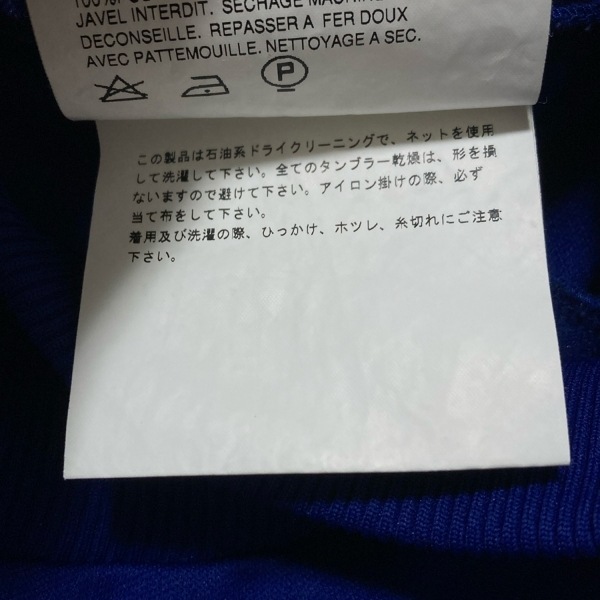 JAVEL INTERDIT. SECHAGE MACHINE
DECONSEILLE. REPASSER A FER DOUX
AVEC PATTEMOUILLE. NETTOYAGE A SEC.
P
この製品は石油系ドライクリーニングで、ネットを使用
して洗濯して下さい。全てのタンブラー乾燥は、形を損
ないますので避けて下さい。アイロン掛けの際、必ず
当て布をして下さい。
着用及び洗濯の際、ひっかけ、ホツレ、糸切れにご注意
下さい。